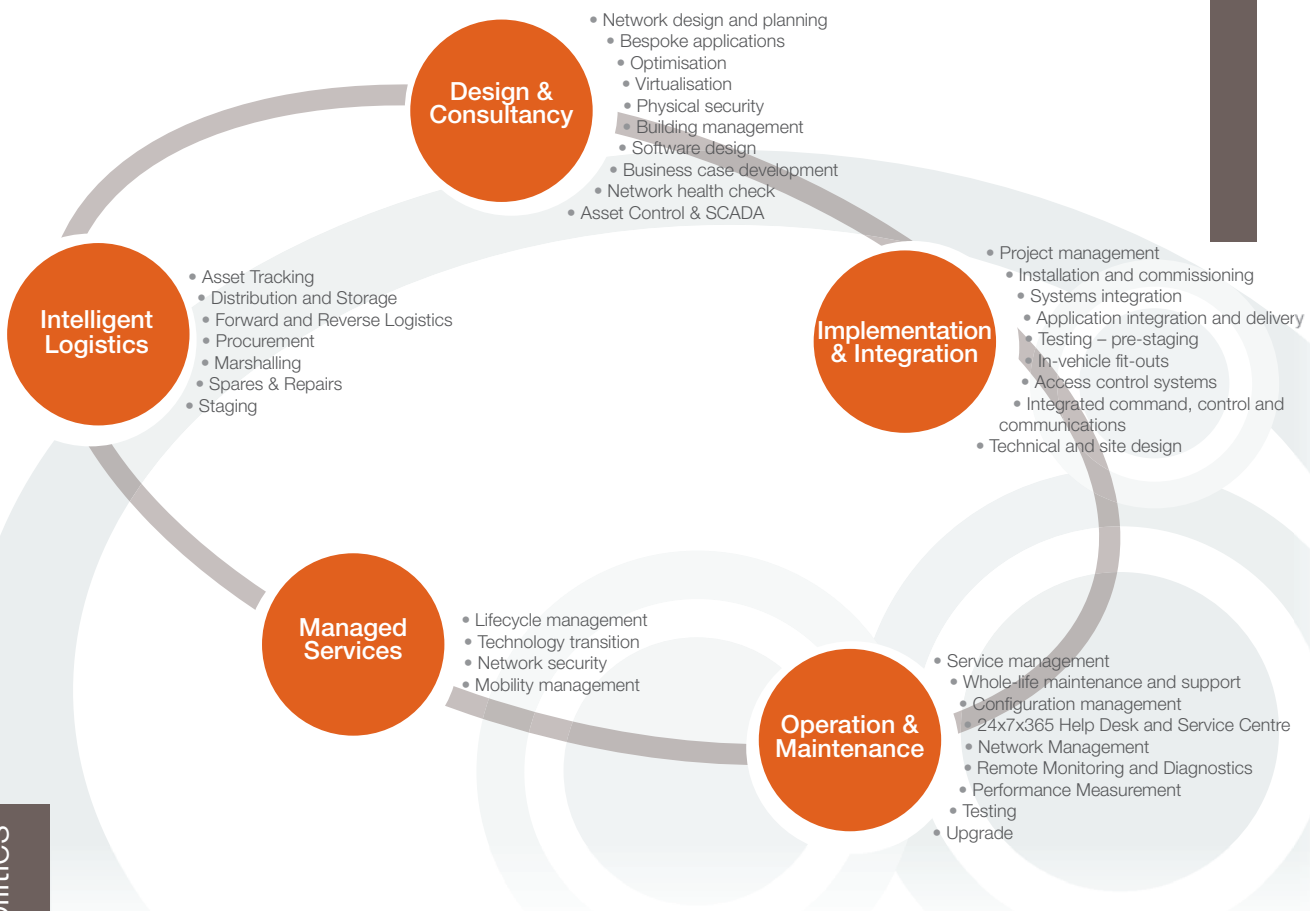 Design &
Consultancy
• Network design and planning
• Bespoke applications
• Optimisation
• Virtualisation
• Physical security
• Building management
• Software design
• Business case development
• Network health check
• Asset Control & SCADA
Implementation
& Integration
• Project management
• Installation and commissioning
• Systems integration
• Application integration and delivery
• Testing – pre-staging
• In-vehicle fit-outs
• Access control systems
• Integrated command, control and
communications
• Technical and site design
Intelligent
Logistics
• Asset Tracking
• Distribution and Storage
• Forward and Reverse Logistics
• Procurement
• Marshalling
• Spares & Repairs
• Staging
Managed
Services
• Lifecycle management
• Technology transition
• Network security
• Mobility management
Operation &
Maintenance
• Service management
• Whole-life maintenance and support
• Configuration management
• 24x7x365 Help Desk and Service Centre
• Network Management
• Remote Monitoring and Diagnostics
• Performance Measurement
• Testing
• Upgrade